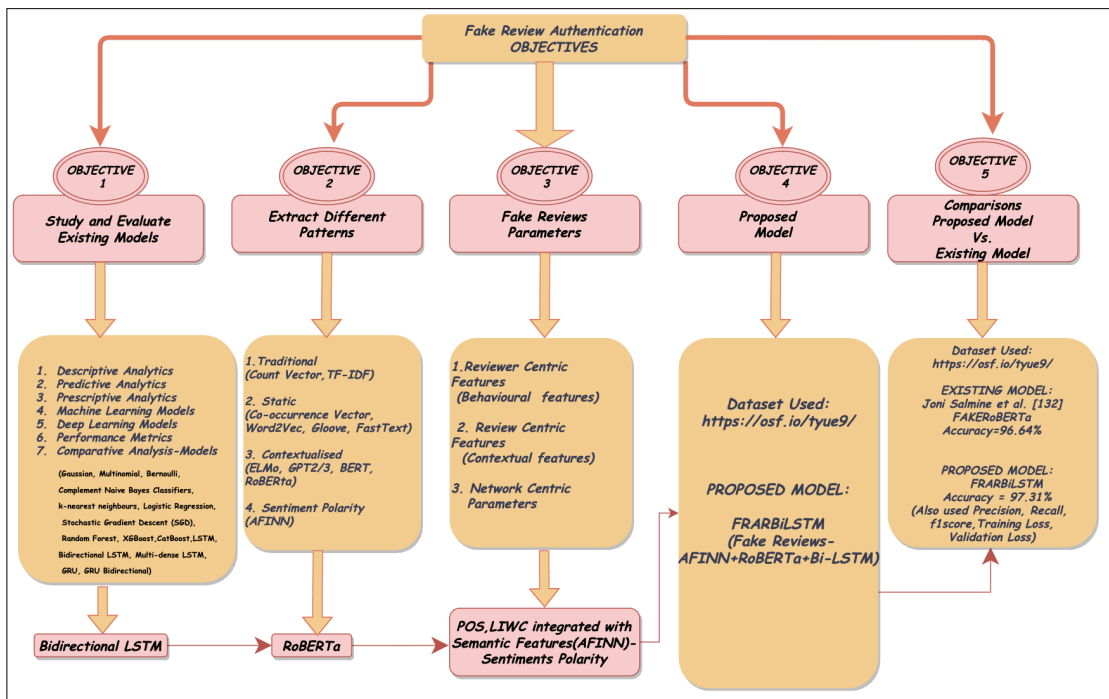 Fake Review Authentication
OBJECTIVES
OBJECTIVE
1
Study and Evaluate
Existing Models
1. Descriptive Analytics
2. Predictive Analytics
3. Prescriptive Analytics
4. Machine Learning Models
5. Deep Learning Models
6. Performance Metrics
7. Comparative Analysis-Models
(Gaussian, Multinomial, Bernoulli,
Complement Naive Bayes Classifiers,
k-nearest neighbours, Logistic Regression,
Stochastic Gradient Descent (SGD),
Random Forest, XGBoost,CatBoost,LSTM,
Bidirectional LSTM, Multi-dense LSTM,
GRU, GRU Bidirectional)
Bidirectional LSTM
OBJECTIVE
2
Extract Different
Patterns
1.Traditional
(Count Vector,TF-IDF)
2. Static
(Co-occurrence Vector,
Word2Vec, Gloove, FastText)
3. Contextualised
(ELMo, GPT2/3, BERT,
RoBERTa)
4. Sentiment Polarity
(AFINN)
RoBERTa
OBJECTIVE
3
Fake Reviews
Parameters
1.Reviewer Centric
Features
(Behavioural features)
2. Review Centric
Features
(Contextual features)
3. Network Centric
Parameters
POS,LIWC integrated with
Semantic Features(AFINN)-
Sentiments Polarity
OBJECTIVE
4
Proposed
Model
Dataset Used:
https://osf.io/tyue9/
PROPOSED MODEL:
FRARBiLSTM
(Fake Reviews-
AFINN+RoBERTa+Bi-LSTM)
OBJECTIVE
5
Comparisons
Proposed Model
Vs.
Existing Model
Dataset Used:
https://osf.io/tyue9/
EXISTING MODEL:
Joni Salmine et al. [132]
FAKERoBERTa
Accuracy=96.64%
PROPOSED MODEL:
FRARBiLSTM
Accuracy = 97.31%
(Also used Precision, Recall,
f1score,Training Loss,
Validation Loss)